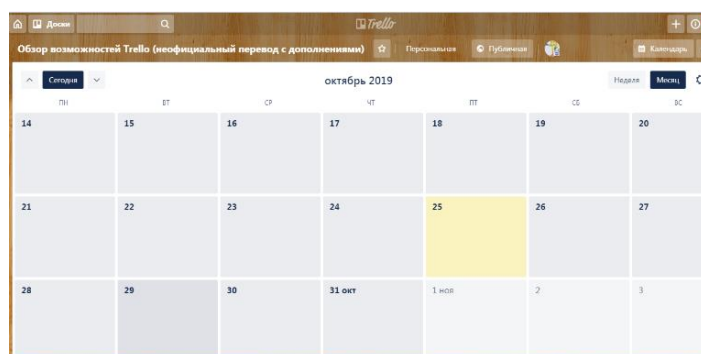 Доски Trello
Обзор возможностей Trello (неофициальный перевод с дополнениями) Персональная Публичная Календарь
Сегодня октябрь 2019 Неделя Месяц
ПН ВТ СР ЧТ ПТ СБ ВС
14 15 16 17 18 19 20
21 22 23 24 25 26 27
28 29 30 31 окт 1 ноя 2 3